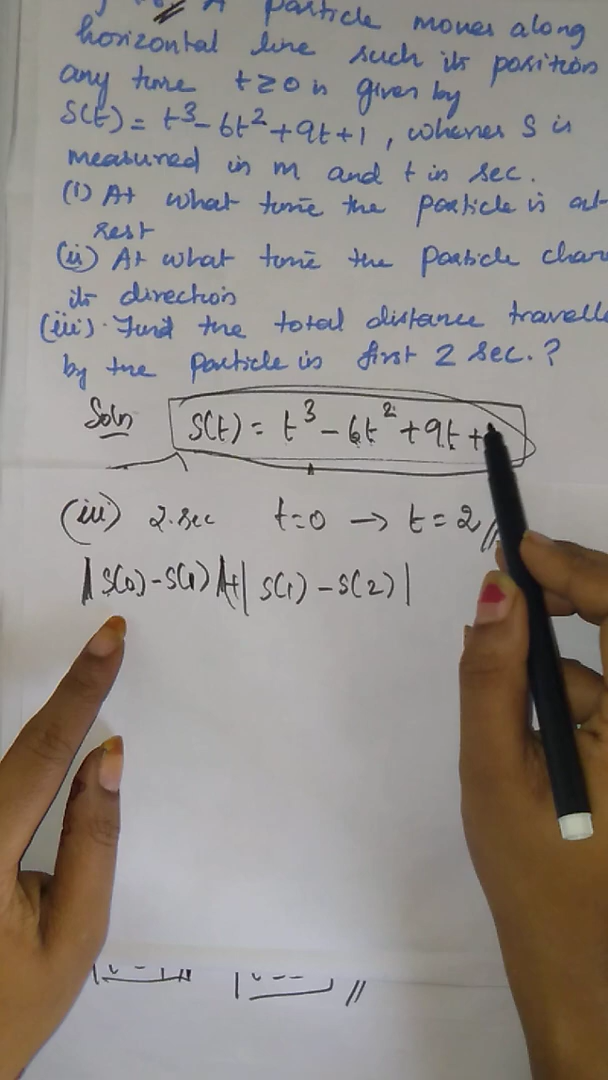 A particle moves along
horizontal line such its position
any time t≥0 is given by
S(t) = t³-6t²+9t+1, wheres S is
measured in m and t in sec.
(i) At what time the particle is at
rest
(ii) At what time the particle chan
its direction
(iii). Find the total distance travelle
by the particle in first 2 sec.?
Soln S(t) = t³ - 6t² + 9t +
(iii) 2.sec t=0 → t = 2//
|S(0) - S(1)| + |S(1) - S(2)|